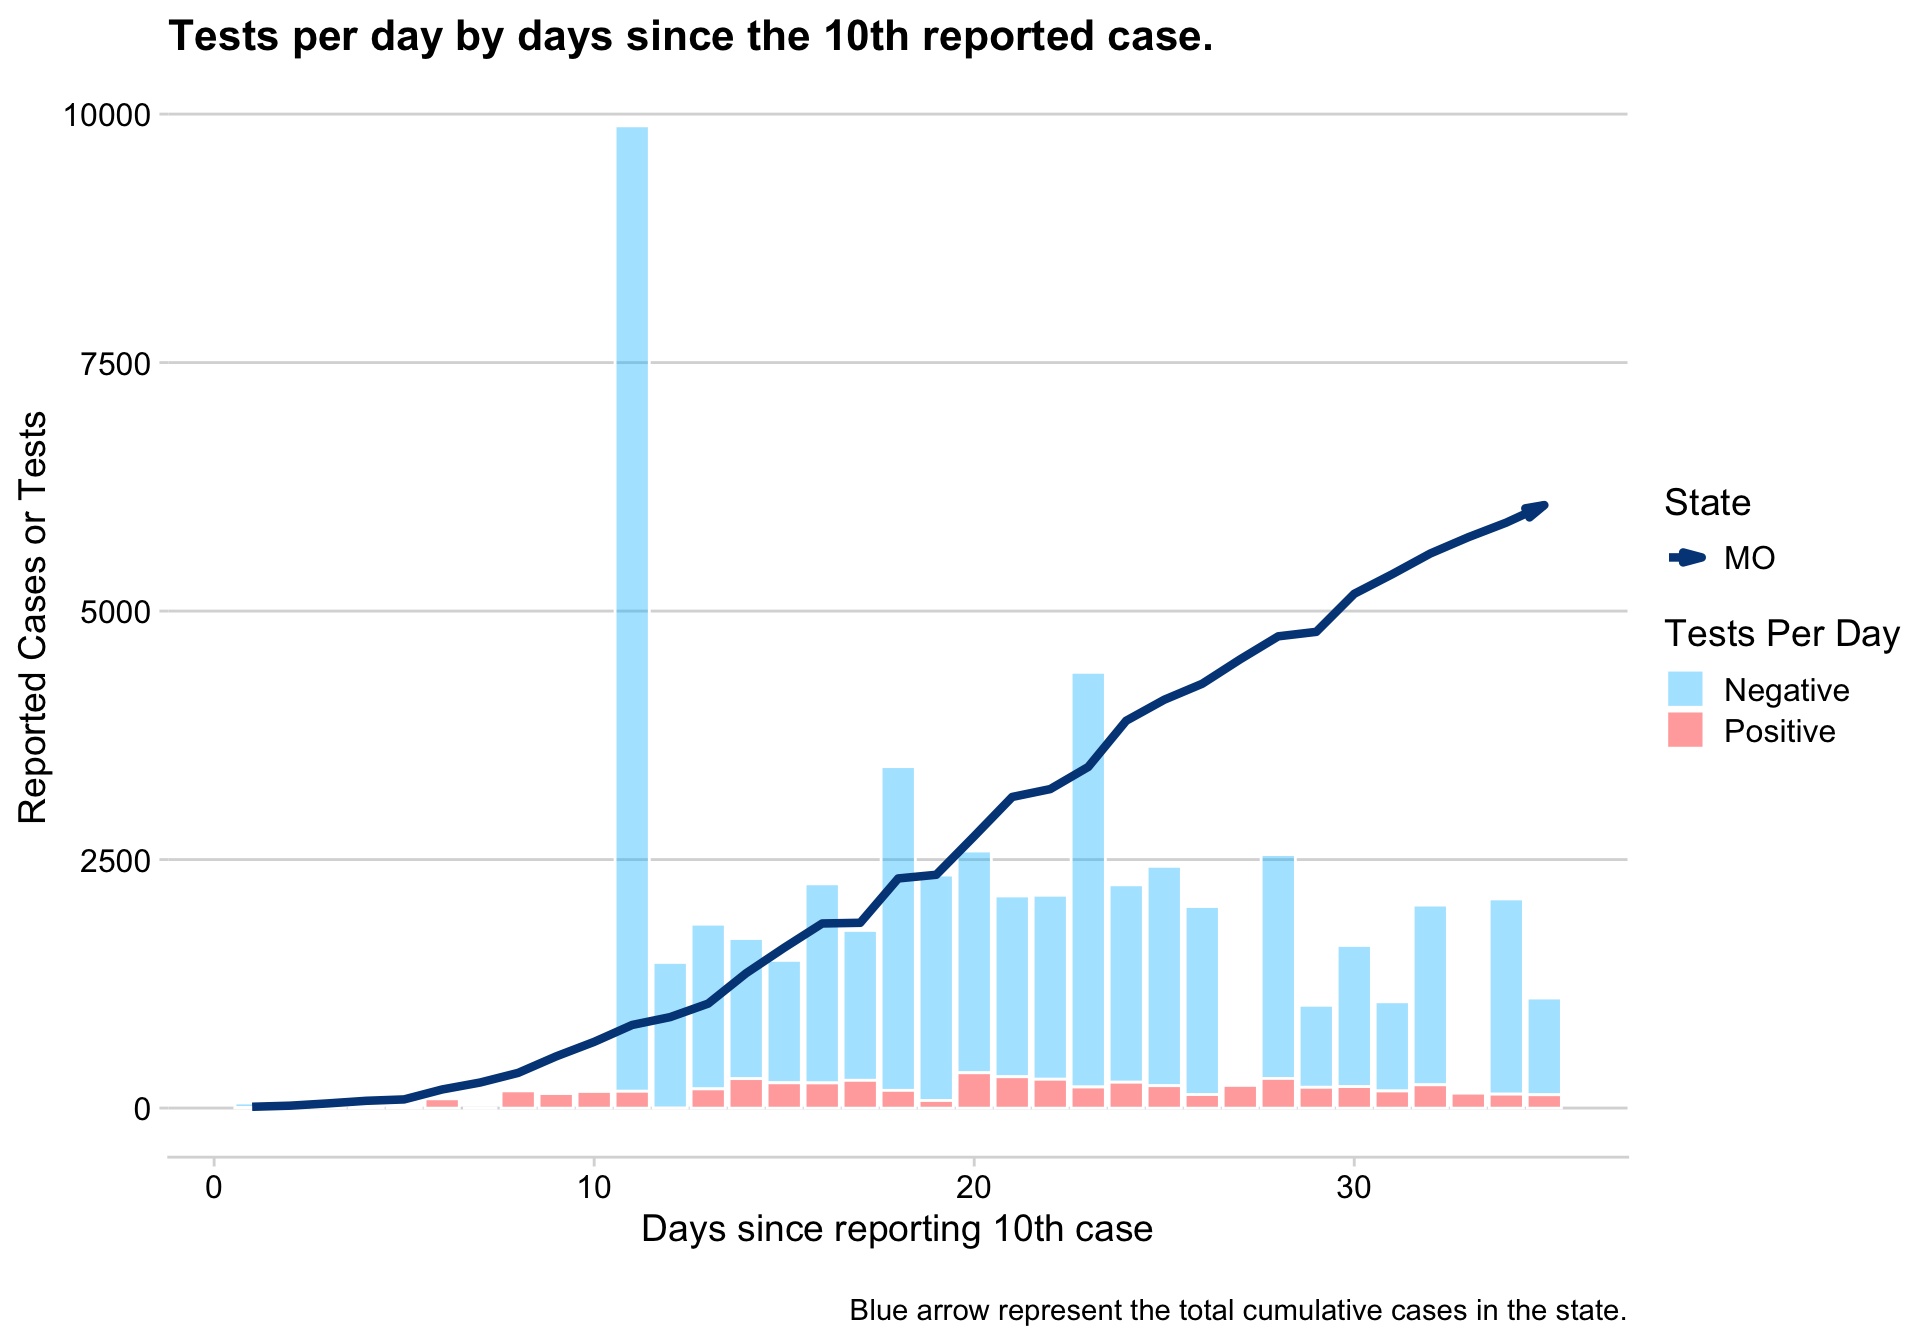 Tests per day by days since the 10th reported case.
10000
7500
5000
2500
0
Reported Cases or Tests
0 10 20 30
Days since reporting 10th case
State
MO
Tests Per Day
Negative
Positive
Blue arrow represent the total cumulative cases in the state.